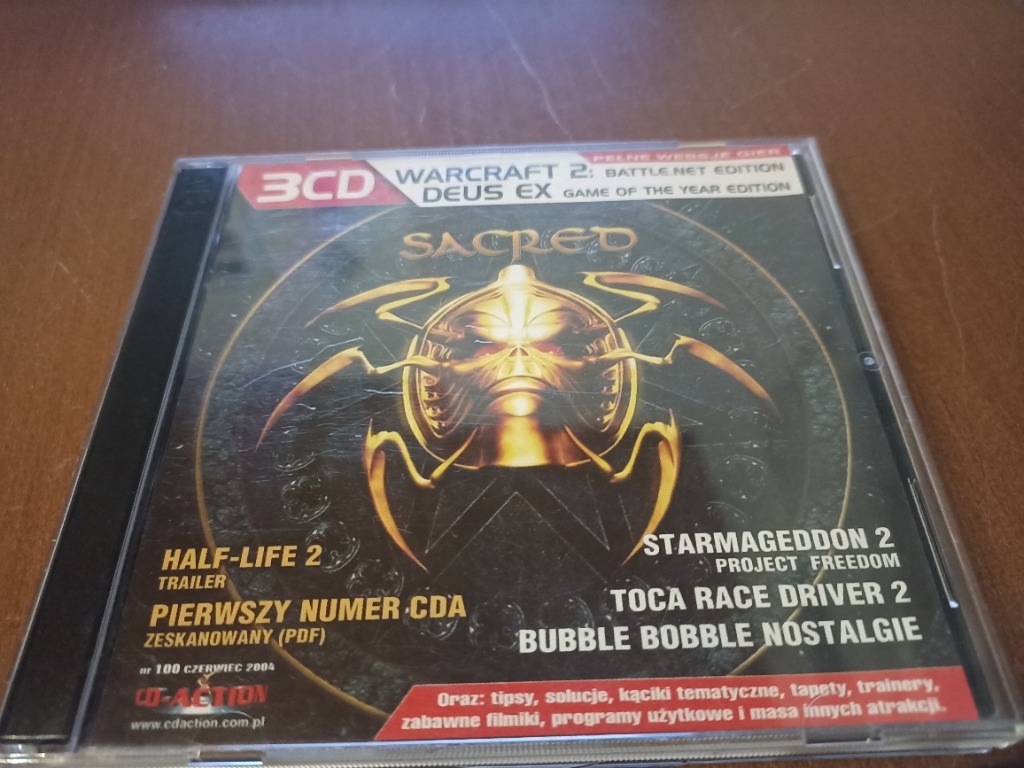 PEŁNE WERSJE GIER
3CD
WARCRAFT 2: BATTLE.NET EDITION
DEUS EX GAME OF THE YEAR EDITION
SACRED
HALF-LIFE 2
TRAILER
PIERWSZY NUMER CDA
ZESKANOWANY (PDF)
STARMAGEDDON 2
PROJECT FREEDOM
TOCA RACE DRIVER 2
BUBBLE BOBBLE NOSTALGIE
nr 100 CZERWIEC 2004
CD-ACTION
www.cdaction.com.pl
Oraz: tipsy, solucje, kąciki tematyczne, tapety, trainery,
zabawne filmiki, programy użytkowe i masa innych atrakcji.